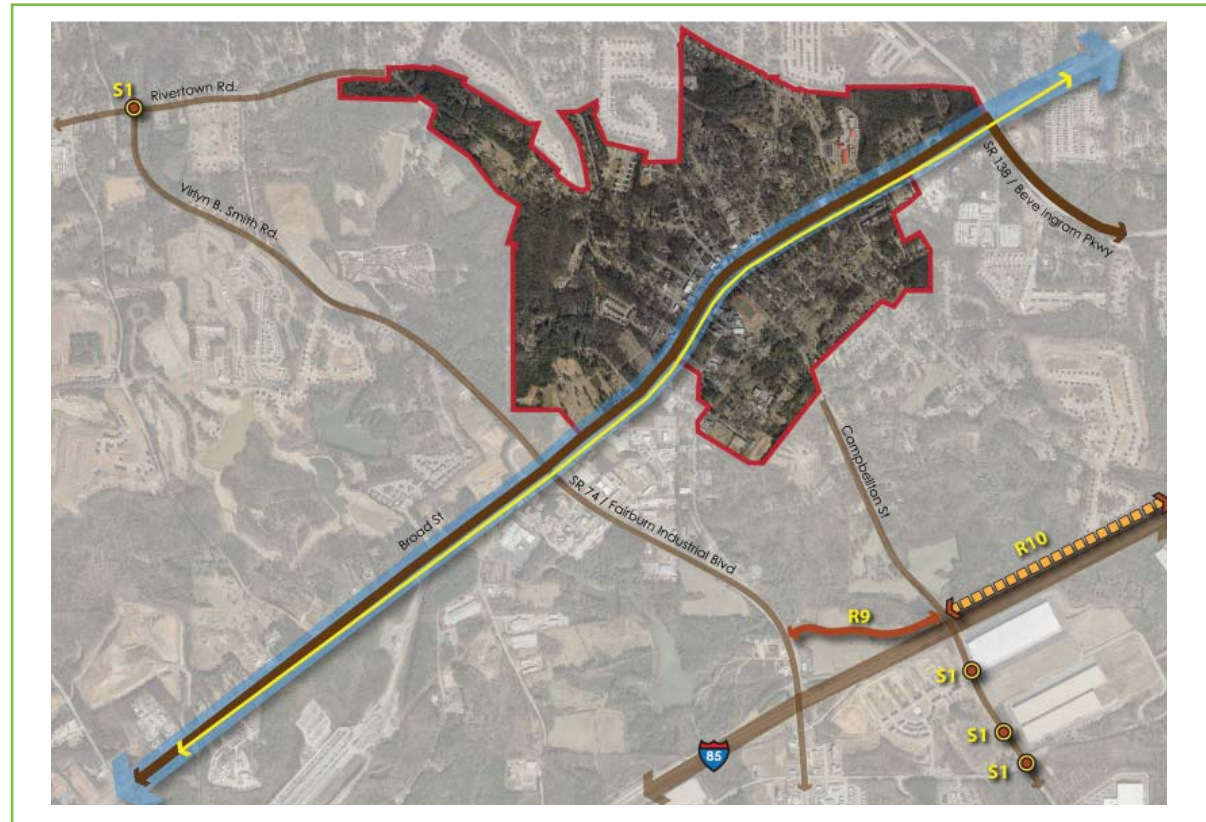 S1
Rivertown Rd.
Virlyn B. Smith Rd.
SR 138 / Beve Ingram Pkwy
Broad St
SR 74 / Fairburn Industrial Blvd
Campbellton St
R10
R9
S1
S1
S1
85